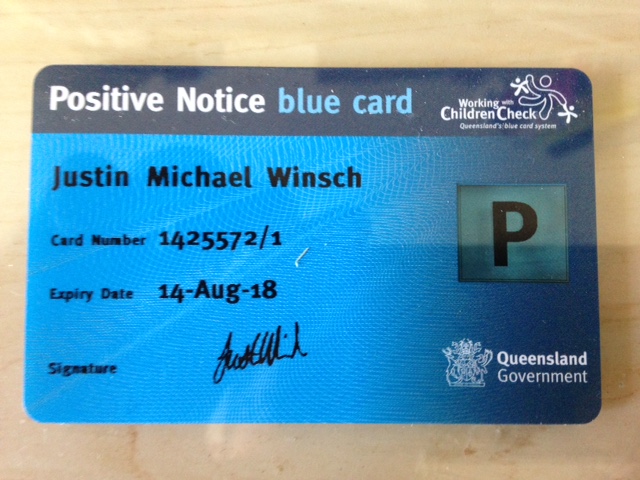 Positive Notice blue card
Working with
Children Check
Queensland's blue card system
Justin Michael Winsch
Card Number 1425572/1
Expiry Date 14-Aug-18
Signature
P
Queensland
Government